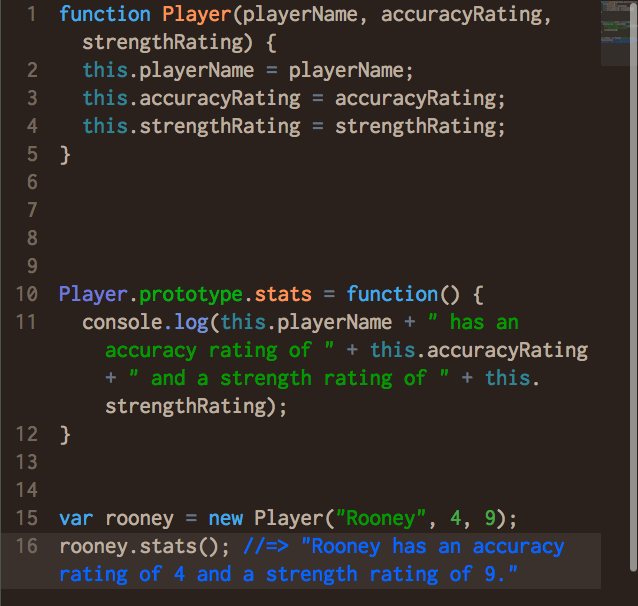 1 function Player(playerName, accuracyRating,
strengthRating) {
2 this.playerName = playerName;
3 this.accuracyRating = accuracyRating;
4 this.strengthRating = strengthRating;
5 }
6
7
8
9
10 Player.prototype.stats = function() {
11 console.log(this.playerName + " has an
accuracy rating of " + this.accuracyRating
+ " and a strength rating of " + this.
strengthRating);
12 }
13
14
15 var rooney = new Player("Rooney", 4, 9);
16 rooney.stats(); //=> "Rooney has an accuracy
rating of 4 and a strength rating of 9."